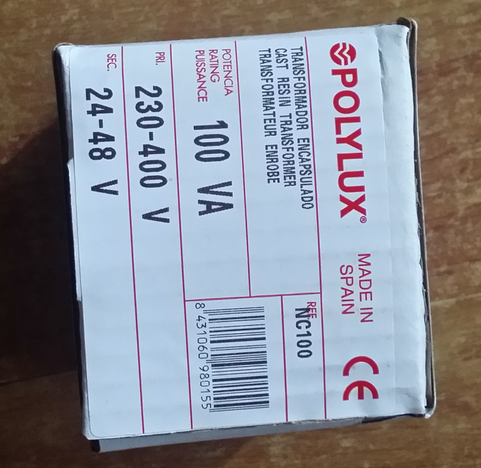 POLYLUX®
MADE IN
SPAIN
CE
TRANSFORMADOR ENCAPSULADO
CAST RESIN TRANSFORMER
TRANSFORMATEUR ENROBE
REF.
NC100
POTENCIA
RATING
PUISSANCE
100 VA
8 431060 980155
PRI.
230-400 V
SEC.
24-48 V